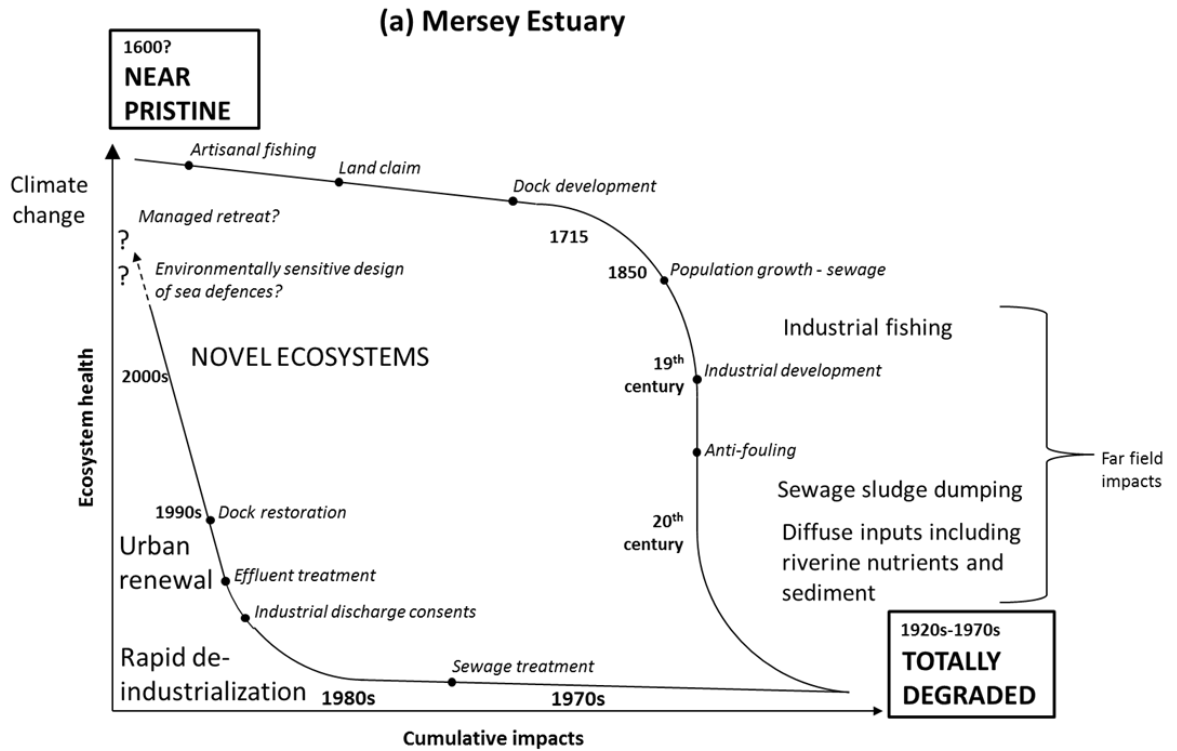 (a) Mersey Estuary
1600?
NEAR
PRISTINE
Artisanal fishing
Land claim
Dock development
Climate
change
Managed retreat?
?
?
Environmentally sensitive design
of sea defences?
1715
1850
Population growth - sewage
Industrial fishing
NOVEL ECOSYSTEMS
2000s
19th
century
Industrial development
Ecosystem health
Anti-fouling
Far field
impacts
Sewage sludge dumping
1990s
Dock restoration
20th
century
Diffuse inputs including
riverine nutrients and
sediment
Urban
renewal
Effluent treatment
Industrial discharge consents
1920s-1970s
TOTALLY
DEGRADED
Rapid de-
industrialization
Sewage treatment
1980s
1970s
Cumulative impacts